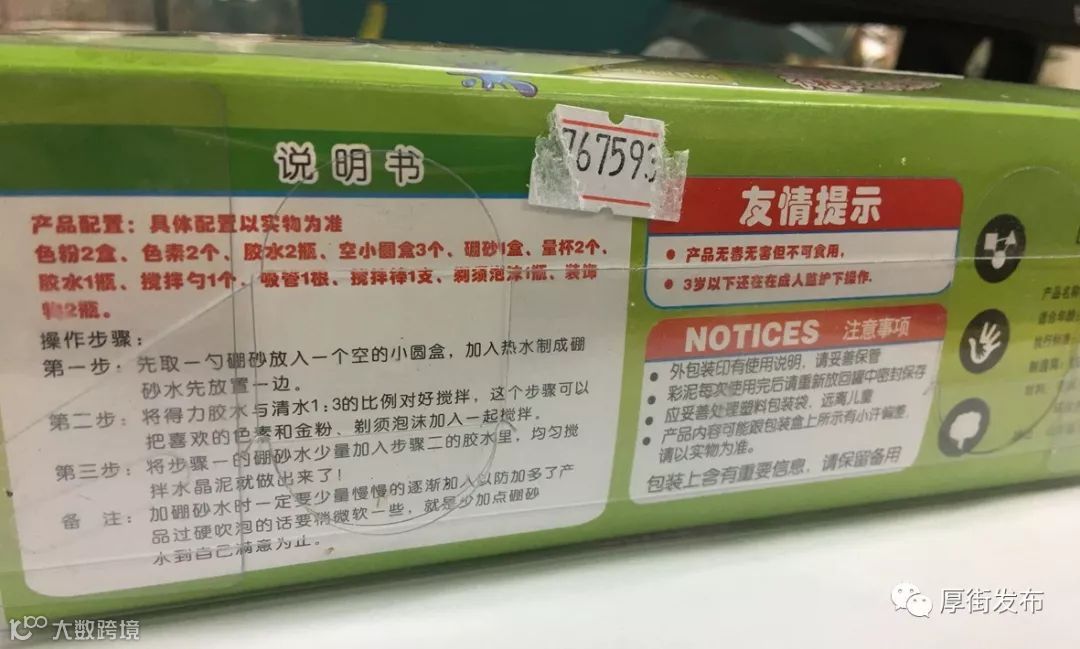 说明书
767593
产品配置：具体配置以实物为准
色粉2盒、色素2个、胶水2瓶、空小圆盒3个、硼砂1盒、量杯2个、
胶水1瓶、搅拌勺1个、吸管1根、搅拌棒1支、剃须泡沫1瓶、装饰
物2瓶。
操作步骤：
第一步：先取一勺硼砂放入一个空的小圆盒，加入热水制成硼
砂水先放置一边。
第二步：将得力胶水与清水1:3的比例对好搅拌，这个步骤可以
把喜欢的色素和金粉、剃须泡沫加入一起搅拌。
第三步：将步骤一的硼砂水少量加入步骤二的胶水里，均匀搅
拌水晶泥就做出来了！
备 注：加硼砂水时一定要少量慢慢的逐渐加入以防加多了产
品过硬吹泡的话要稍微软一些，就是少加点硼砂
水到自己满意为止。
友情提示
• 产品无毒无害但不可食用，
• 3岁以下还在在成人监护下操作.
NOTICES 注意事项
• 外包装印有使用说明，请妥善保管
• 彩泥每次使用完后请重新放回罐中密封保存
• 应妥善处理塑料包装袋，远离儿童
• 产品内容可能跟包装盒上所示有小许偏差，
请以实物为准。
包装上含有重要信息，请保留备用
产品名称
适合年龄
执行标准
制造商
厚街发布
大数跨境